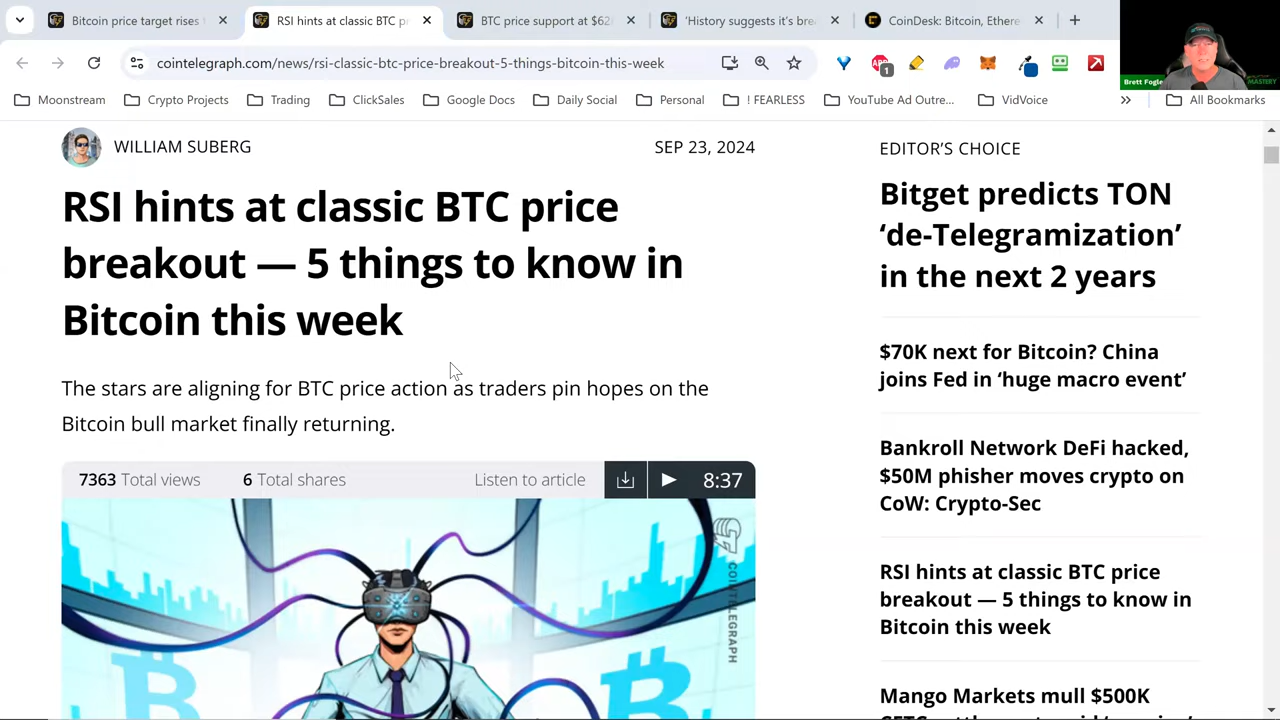 Bitcoin price target rises
RSI hints at classic BTC pr
BTC price support at $62
'History suggests it's bre
CoinDesk: Bitcoin, Ethere
cointelegraph.com/news/rsi-classic-btc-price-breakout-5-things-bitcoin-this-week
1
Brett Fogle
MASTERY
Moonstream
Crypto Projects
Trading
ClickSales
Google Docs
Daily Social
Personal
! FEARLESS
YouTube Ad Outre...
VidVoice
All Bookmarks
WILLIAM SUBERG
SEP 23, 2024
RSI hints at classic BTC price
breakout — 5 things to know in
Bitcoin this week
The stars are aligning for BTC price action as traders pin hopes on the
Bitcoin bull market finally returning.
7363 Total views
6 Total shares
Listen to article
8:37
COINTELEGRAPH
EDITOR'S CHOICE
Bitget predicts TON
‘de-Telegramization’
in the next 2 years
$70K next for Bitcoin? China
joins Fed in ‘huge macro event’
Bankroll Network DeFi hacked,
$50M phisher moves crypto on
CoW: Crypto-Sec
RSI hints at classic BTC price
breakout — 5 things to know in
Bitcoin this week
Mango Markets mull $500K